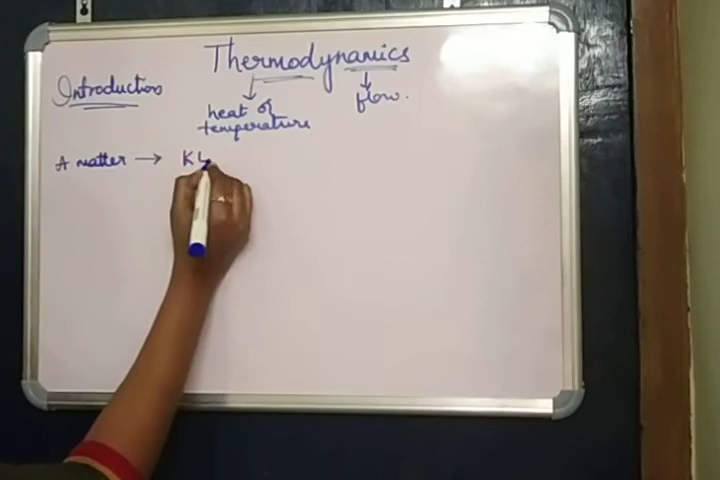 Thermodynamics
Introduction
heat of
temperature
flow.
A matter → K